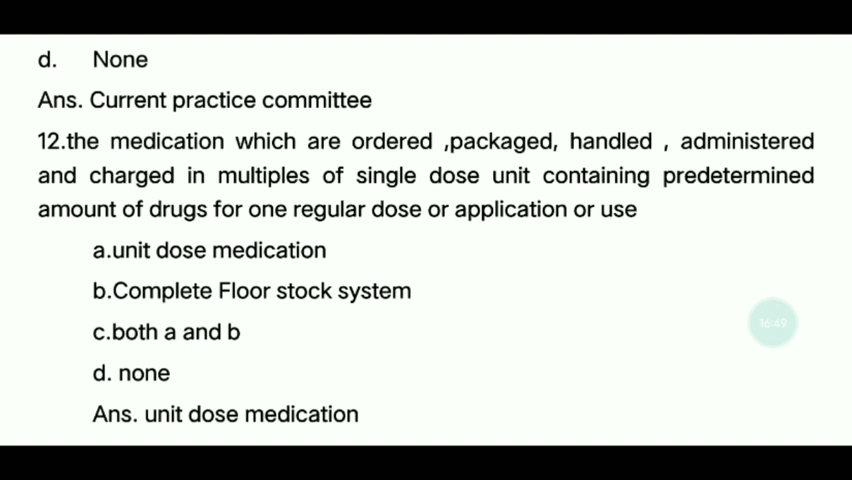 d. None
Ans. Current practice committee
12.the medication which are ordered ,packaged, handled , administered
and charged in multiples of single dose unit containing predetermined
amount of drugs for one regular dose or application or use
a.unit dose medication
b.Complete Floor stock system
c.both a and b
d. none
Ans. unit dose medication
16:49